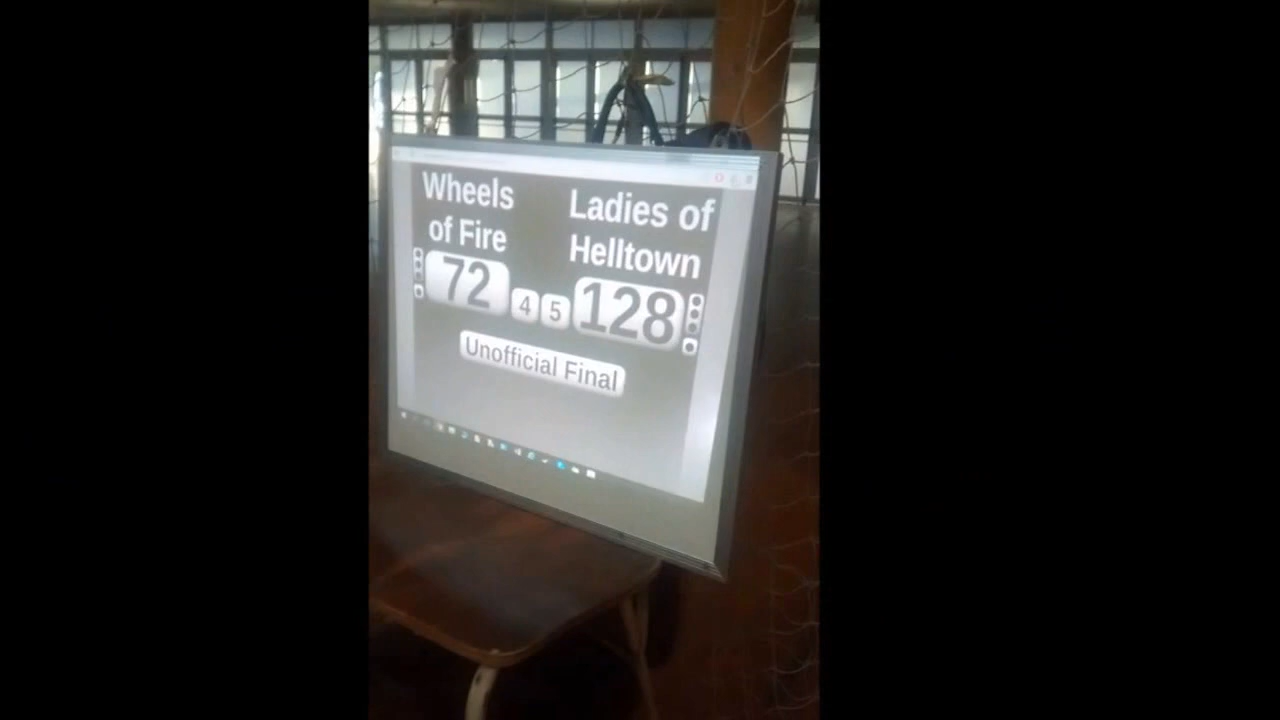 Wheels
of Fire
Ladies of
Helltown
72
4
5
128
Unofficial Final